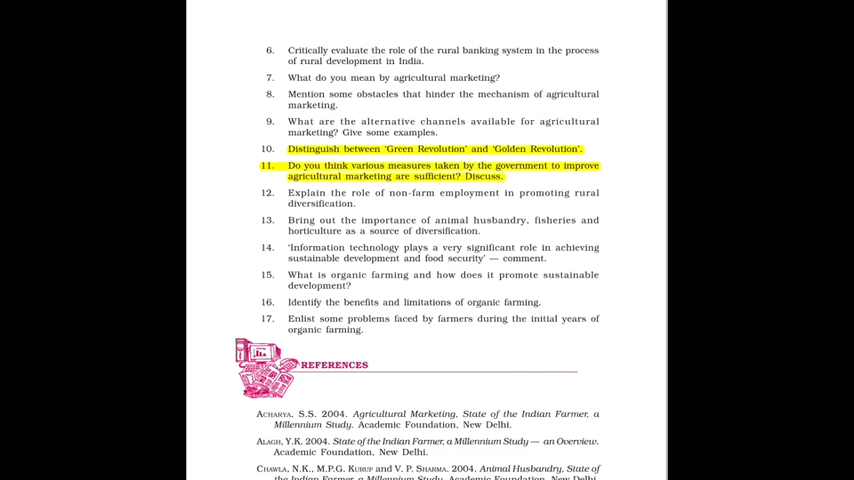 6. Critically evaluate the role of the rural banking system in the process
of rural development in India.
7. What do you mean by agricultural marketing?
8. Mention some obstacles that hinder the mechanism of agricultural
marketing.
9. What are the alternative channels available for agricultural
marketing? Give some examples.
10. Distinguish between ‘Green Revolution’ and ‘Golden Revolution’.
11. Do you think various measures taken by the government to improve
agricultural marketing are sufficient? Discuss.
12. Explain the role of non-farm employment in promoting rural
diversification.
13. Bring out the importance of animal husbandry, fisheries and
horticulture as a source of diversification.
14. ‘Information technology plays a very significant role in achieving
sustainable development and food security’ — comment.
15. What is organic farming and how does it promote sustainable
development?
16. Identify the benefits and limitations of organic farming.
17. Enlist some problems faced by farmers during the initial years of
organic farming.
REFERENCES
ACHARYA, S.S. 2004. Agricultural Marketing, State of the Indian Farmer, a
Millennium Study. Academic Foundation, New Delhi.
ALAGH, Y.K. 2004. State of the Indian Farmer, a Millennium Study — an Overview.
Academic Foundation, New Delhi.
CHAWLA, N.K., M.P.G. KURUP and V. P. SHARMA. 2004. Animal Husbandry, State of
the Indian Farmer, a Millennium Study. Academic Foundation, New Delhi.